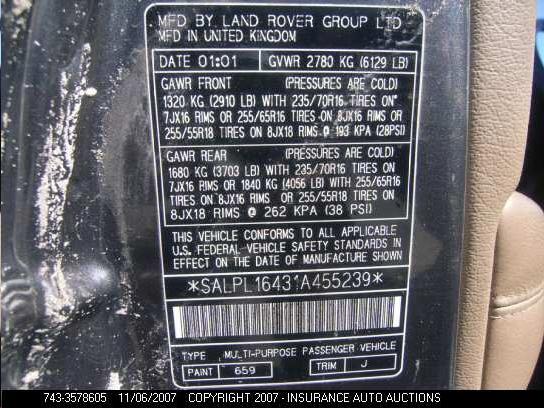 MFD BY LAND ROVER GROUP LTD
MFD IN UNITED KINGDOM
DATE 01:01 GVWR 2780 KG (6129 LB)
GAWR FRONT (PRESSURES ARE COLD)
1320 KG (2910 LB) WITH 235/70R16 TIRES ON
7JX16 RIMS OR 255/65R16 TIRES ON 8JX16 RIMS OR
255/55R18 TIRES ON 8JX18 RIMS @ 193 KPA (28PSI)
GAWR REAR (PRESSURES ARE COLD)
1680 KG (3703 LB) WITH 235/70R16 TIRES ON
7JX16 RIMS OR 1840 KG (4056 LB) WITH 255/65R16
TIRES ON 8JX16 RIMS OR 255/55R18 TIRES ON
8JX18 RIMS @ 262 KPA (38 PSI)
THIS VEHICLE CONFORMS TO ALL APPLICABLE
U.S. FEDERAL VEHICLE SAFETY STANDARDS IN
EFFECT ON THE DATE OF MANUFACTURE SHOWN
*SALPL16431A455239*
TYPE MULTI-PURPOSE PASSENGER VEHICLE
PAINT 659 TRIM J
743-3578605 11/06/2007 COPYRIGHT 2007 - INSURANCE AUTO AUCTIONS